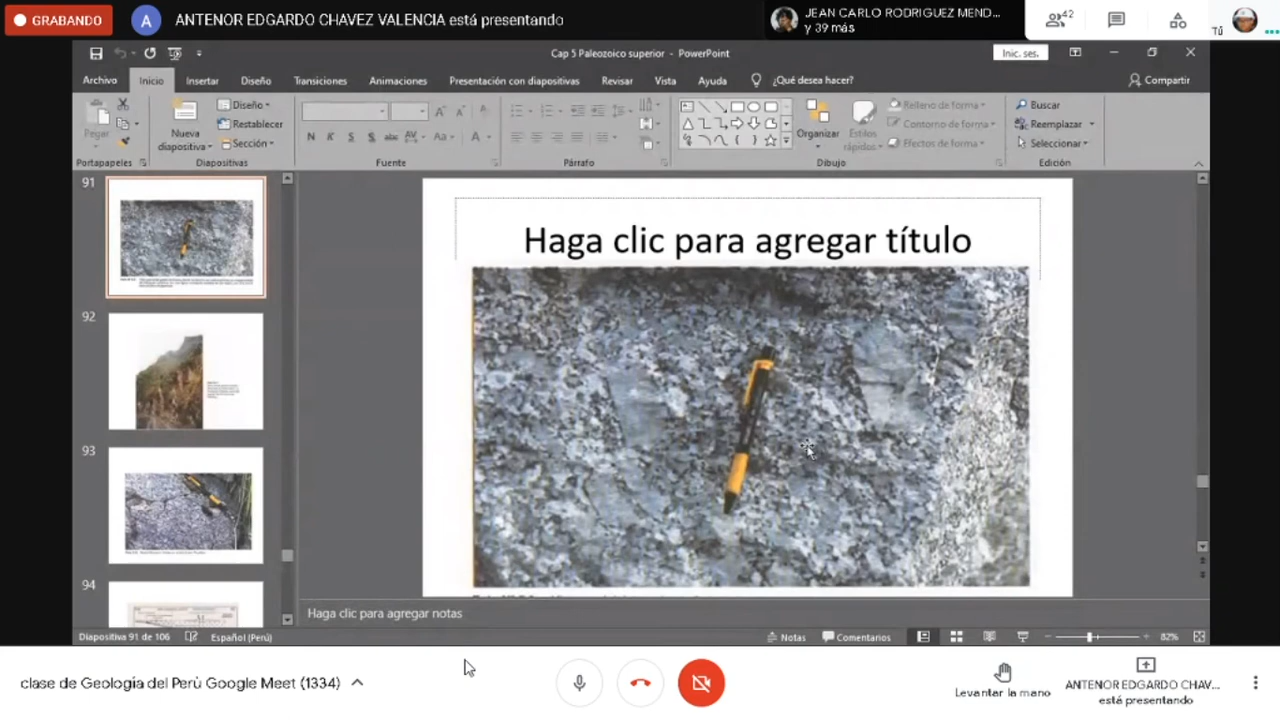 GRABANDO
A
ANTENOR EDGARDO CHAVEZ VALENCIA está presentando
JEAN CARLO RODRIGUEZ MEND...
y 39 más
42
Tú
Cap 5 Paleozoico superior - PowerPoint
Inic. ses.
Archivo Inicio Insertar Diseño Transiciones Animaciones Presentación con diapositivas Revisar Vista Ayuda ¿Qué desea hacer? Compartir
Pegar
Nueva diapositiva
Diseño
Restablecer
Sección
N K S S abc AV Aa A
Organizar
Estilos rápidos
Relleno de forma
Contorno de forma
Efectos de forma
Buscar
Reemplazar
Seleccionar
Portapapeles Diapositivas Fuente Párrafo Dibujo Edición
91
92
93
94
Haga clic para agregar título
Haga clic para agregar notas
Diapositiva 91 de 106 Español (Perú) Notas Comentarios 82%
clase de Geología del Perú Google Meet (1334)
Levantar la mano
ANTENOR EDGARDO CHAV...
está presentando